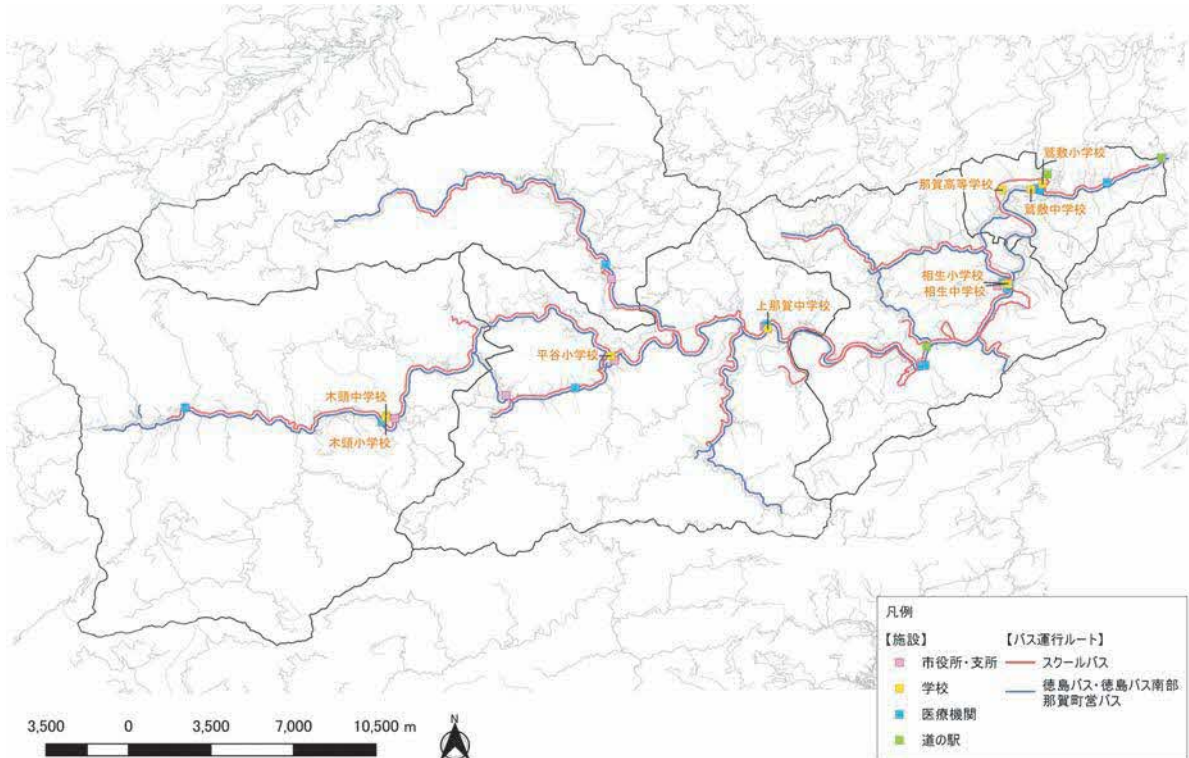 鷲敷小学校
那賀高等学校
鷲敷中学校
相生小学校
相生中学校
上那賀中学校
平谷小学校
木頭中学校
木頭小学校
凡例
【施設】 【バス運行ルート】
市役所・支所 スクールバス
学校 徳島バス・徳島バス南部
那賀町営バス
医療機関
道の駅
3,500 0 3,500 7,000 10,500 m
N